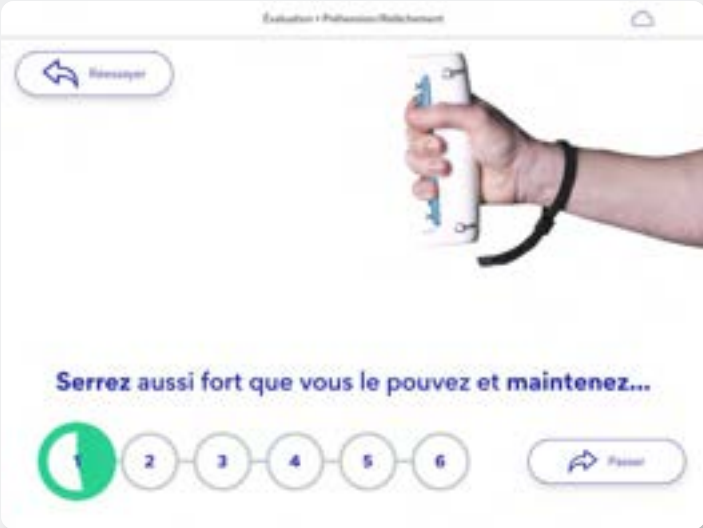 Évaluation • Préhension/Relâchement
Réessayer
Serrez aussi fort que vous le pouvez et maintenez...
1 2 3 4 5 6
Passer